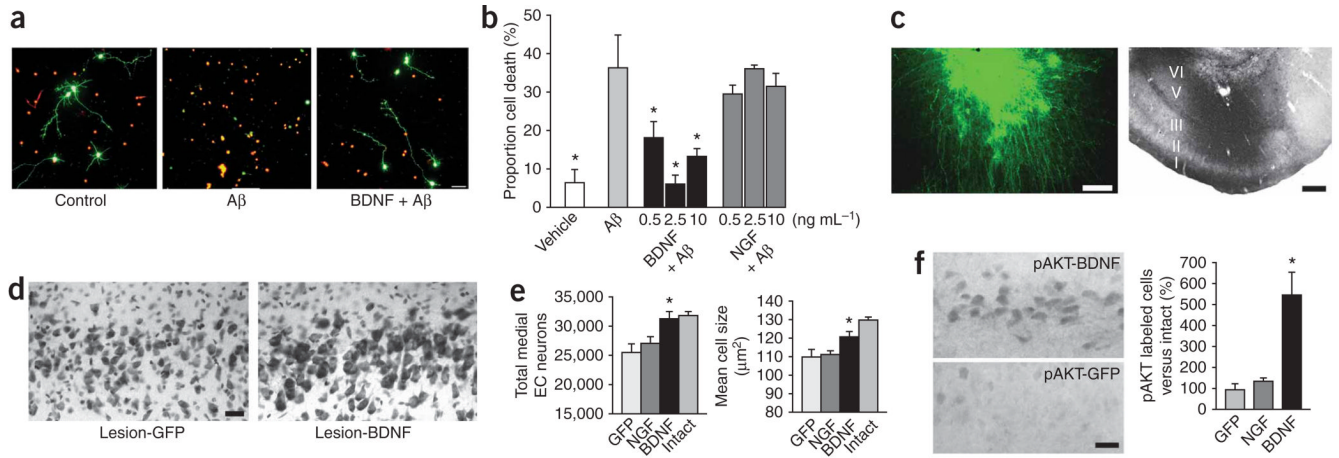 a
Control
Aβ
BDNF + Aβ
b
Proportion cell death (%)
50
40
30
20
10
0
*
*
*
*
0.5 2.5 10 0.5 2.5 10 (ng mL⁻¹)
Vehicle
Aβ
BDNF
+ Aβ
NGF
+ Aβ
c
VI
V
III
II
I
d
Lesion-GFP
Lesion-BDNF
e
Total medial
EC neurons
35,000
30,000
25,000
20,000
15,000
*
GFP
NGF
BDNF
Intact
Mean cell size
(μm²)
140
130
120
110
100
90
80
*
GFP
NGF
BDNF
Intact
f
pAKT-BDNF
pAKT-GFP
pAKT labeled cells
versus intact (%)
700
600
500
400
300
200
100
0
*
GFP
NGF
BDNF